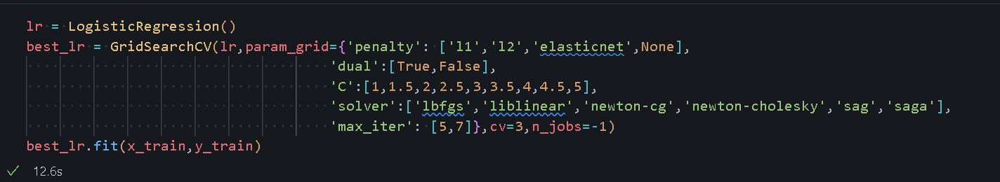 lr = LogisticRegression()
best_lr = GridSearchCV(lr,param_grid={'penalty': ['l1','l2','elasticnet',None],
'dual':[True,False],
'C':[1,1.5,2,2.5,3,3.5,4,4.5,5],
'solver':['lbfgs','liblinear','newton-cg','newton-cholesky','sag','saga'],
'max_iter': [5,7]},cv=3,n_jobs=-1)
best_lr.fit(x_train,y_train)
12.6s